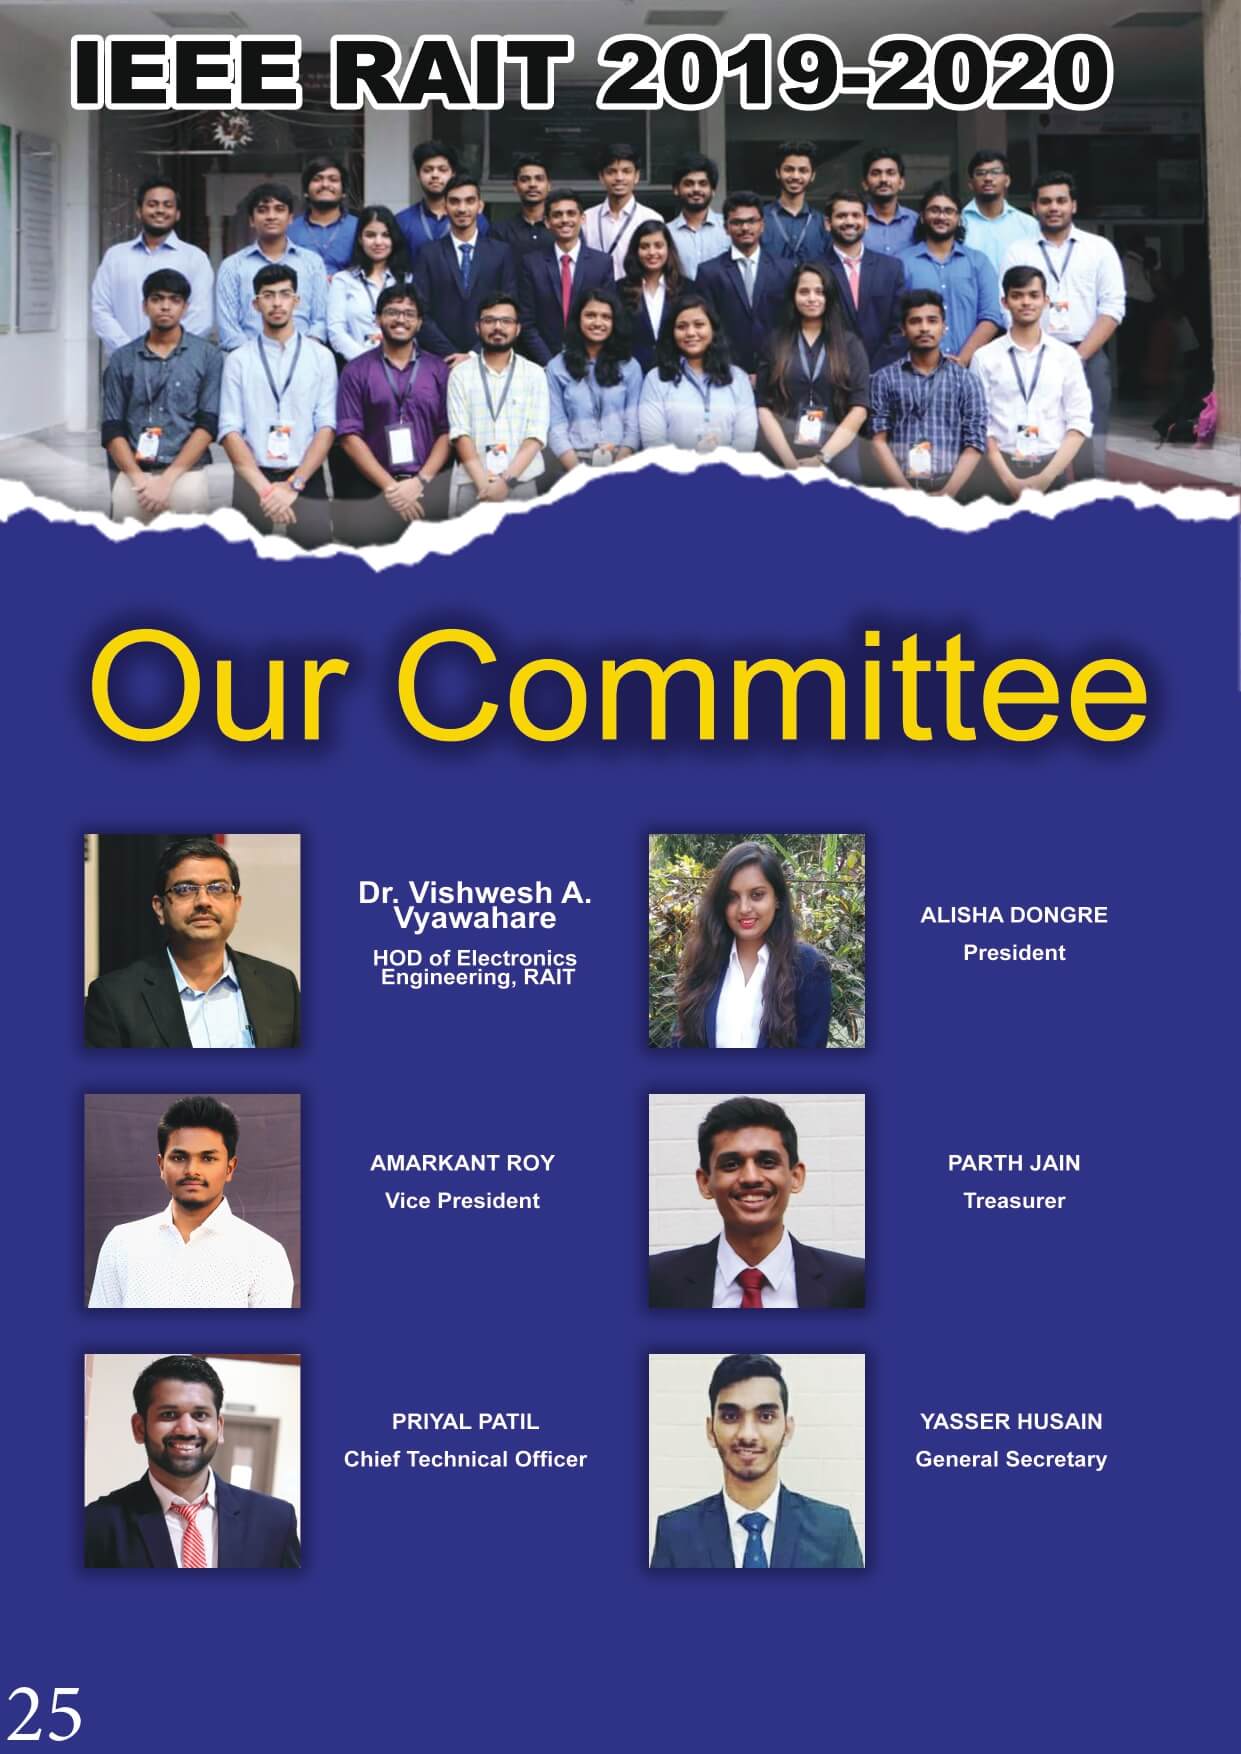 IEEE RAIT 2019-2020
Our Committee
Dr. Vishwesh A.
Vyawahare
HOD of Electronics
Engineering, RAIT
ALISHA DONGRE
President
AMARKANT ROY
Vice President
PARTH JAIN
Treasurer
PRIYAL PATIL
Chief Technical Officer
YASSER HUSAIN
General Secretary
25